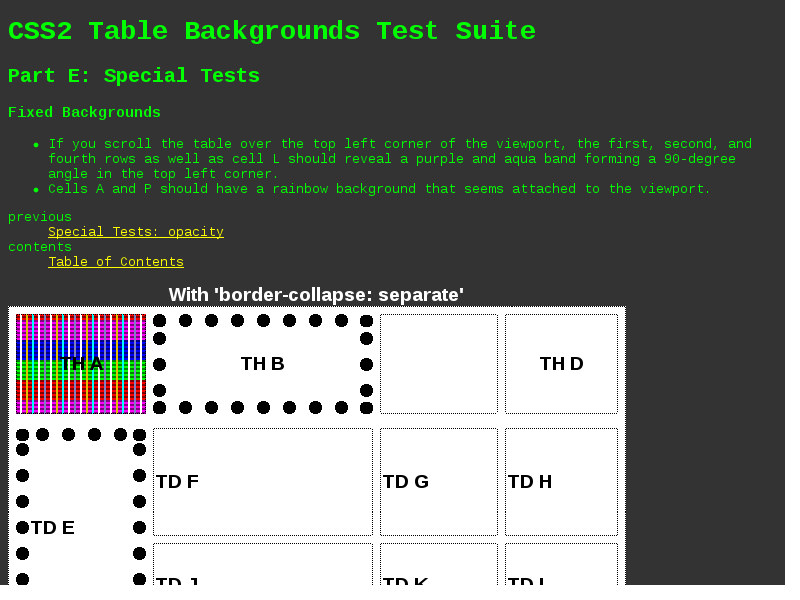 CSS2 Table Backgrounds Test Suite
Part E: Special Tests
Fixed Backgrounds
• If you scroll the table over the top left corner of the viewport, the first, second, and
fourth rows as well as cell L should reveal a purple and aqua band forming a 90-degree
angle in the top left corner.
• Cells A and P should have a rainbow background that seems attached to the viewport.
previous
Special Tests: opacity
contents
Table of Contents
With 'border-collapse: separate'
TH A TH B TH D
TD F TD G TD H
TD E
TD J TD K TD L